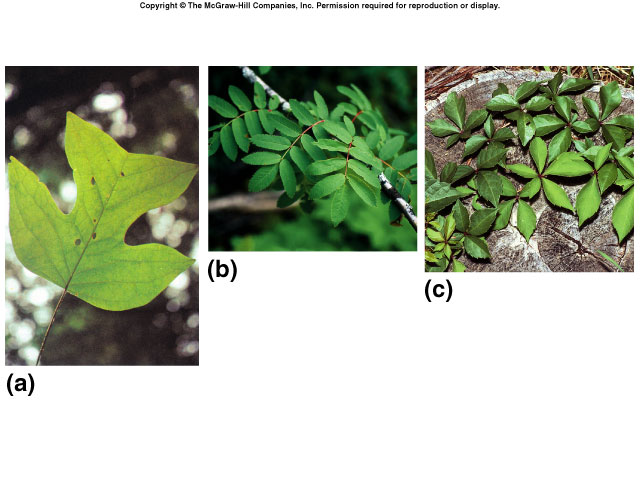 Copyright © The McGraw-Hill Companies, Inc. Permission required for reproduction or display.
(b)
(c)
(a)